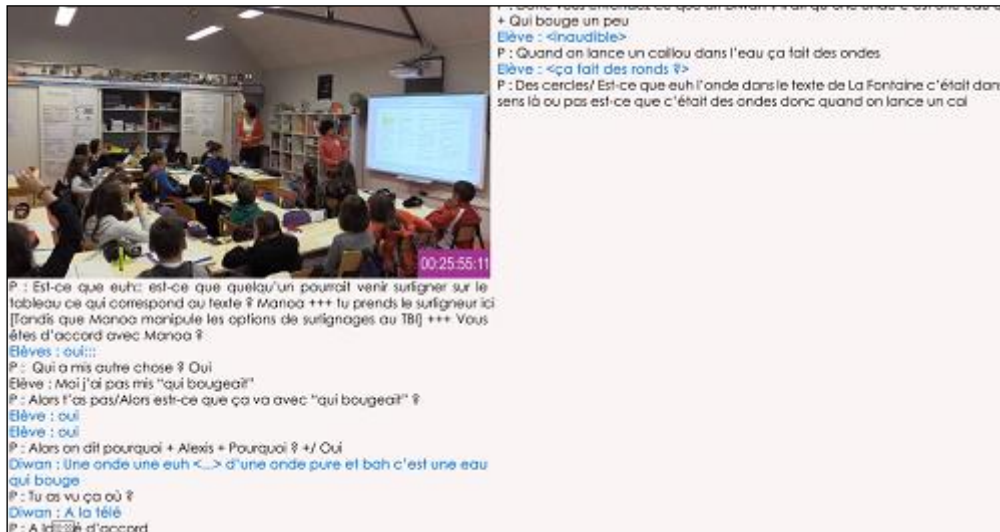 00:25:55:11
P : Est-ce que euh:: est-ce que quelqu'un pourrait venir surligner sur le
tableau ce qui correspond au texte ? Manoa +++ tu prends le surligneur ici
[Tandis que Manoa manipule les options de surlignages au TBI] +++ Vous
êtes d'accord avec Manoa ?
Elèves : oui:::
P : Qui a mis autre chose ? Oui
Elève : Moi j'ai pas mis "qui bougeait"
P : Alors t'as pas/Alors estr-ce que ça va avec "qui bougeait" ?
Elève : oui
Elève : oui
P : Alors on dit pourquoi + Alexis + Pourquoi ? +/ Oui
Diwan : Une onde une euh <...> d'une onde pure et bah c'est une eau
qui bouge
P : Tu as vu ça où ?
Diwan : A la télé
P : A la d'accord
+ Qui bouge un peu
Elève : <inaudible>
P : Quand on lance un caillou dans l'eau ça fait des ondes
Elève : <ça fait des ronds ?>
P : Des cercles/ Est-ce que euh l'onde dans le texte de La Fontaine c'était dans
sens là ou pas est-ce que c'était des ondes donc quand on lance un cai